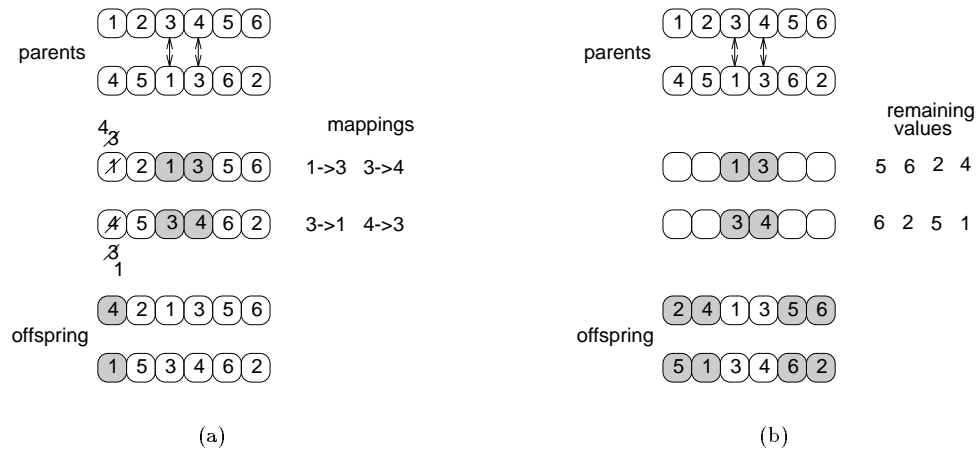 1 2 3 4 5 6
parents
4 5 1 3 6 2
mappings
4 3
1 2 1 3 5 6 1->3 3->4
4 5 3 4 6 2 3->1 4->3
3 1
4 2 1 3 5 6
offspring
1 5 3 4 6 2
(a)
1 2 3 4 5 6
parents
4 5 1 3 6 2
remaining
values
1 3 5 6 2 4
3 4 6 2 5 1
2 4 1 3 5 6
offspring
5 1 3 4 6 2
(b)